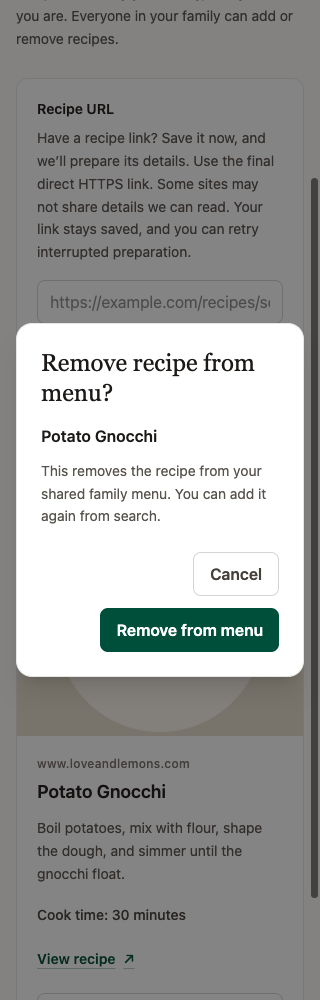 you are. Everyone in your family can add or
remove recipes.
Recipe URL
Have a recipe link? Save it now, and
we’ll prepare its details. Use the final
direct HTTPS link. Some sites may
not share details we can read. Your
link stays saved, and you can retry
interrupted preparation.
https://example.com/recipes/s
Remove recipe from
menu?
Potato Gnocchi
This removes the recipe from your
shared family menu. You can add it
again from search.
Cancel
Remove from menu
www.loveandlemons.com
Potato Gnocchi
Boil potatoes, mix with flour, shape
the dough, and simmer until the
gnocchi float.
Cook time: 30 minutes
View recipe ↗